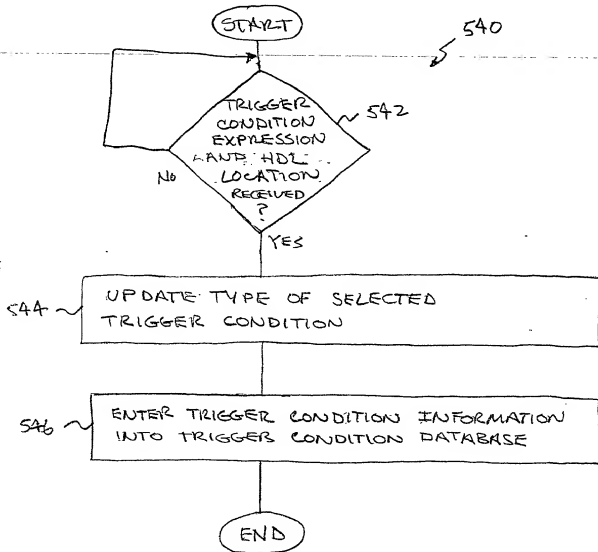 START
540
TRIGGER
CONDITION
EXPRESSION
AND HDL
LOCATION
RECEIVED
?
542
NO
YES
544
UPDATE TYPE OF SELECTED
TRIGGER CONDITION
546
ENTER TRIGGER CONDITION INFORMATION
INTO TRIGGER CONDITION DATABASE
END